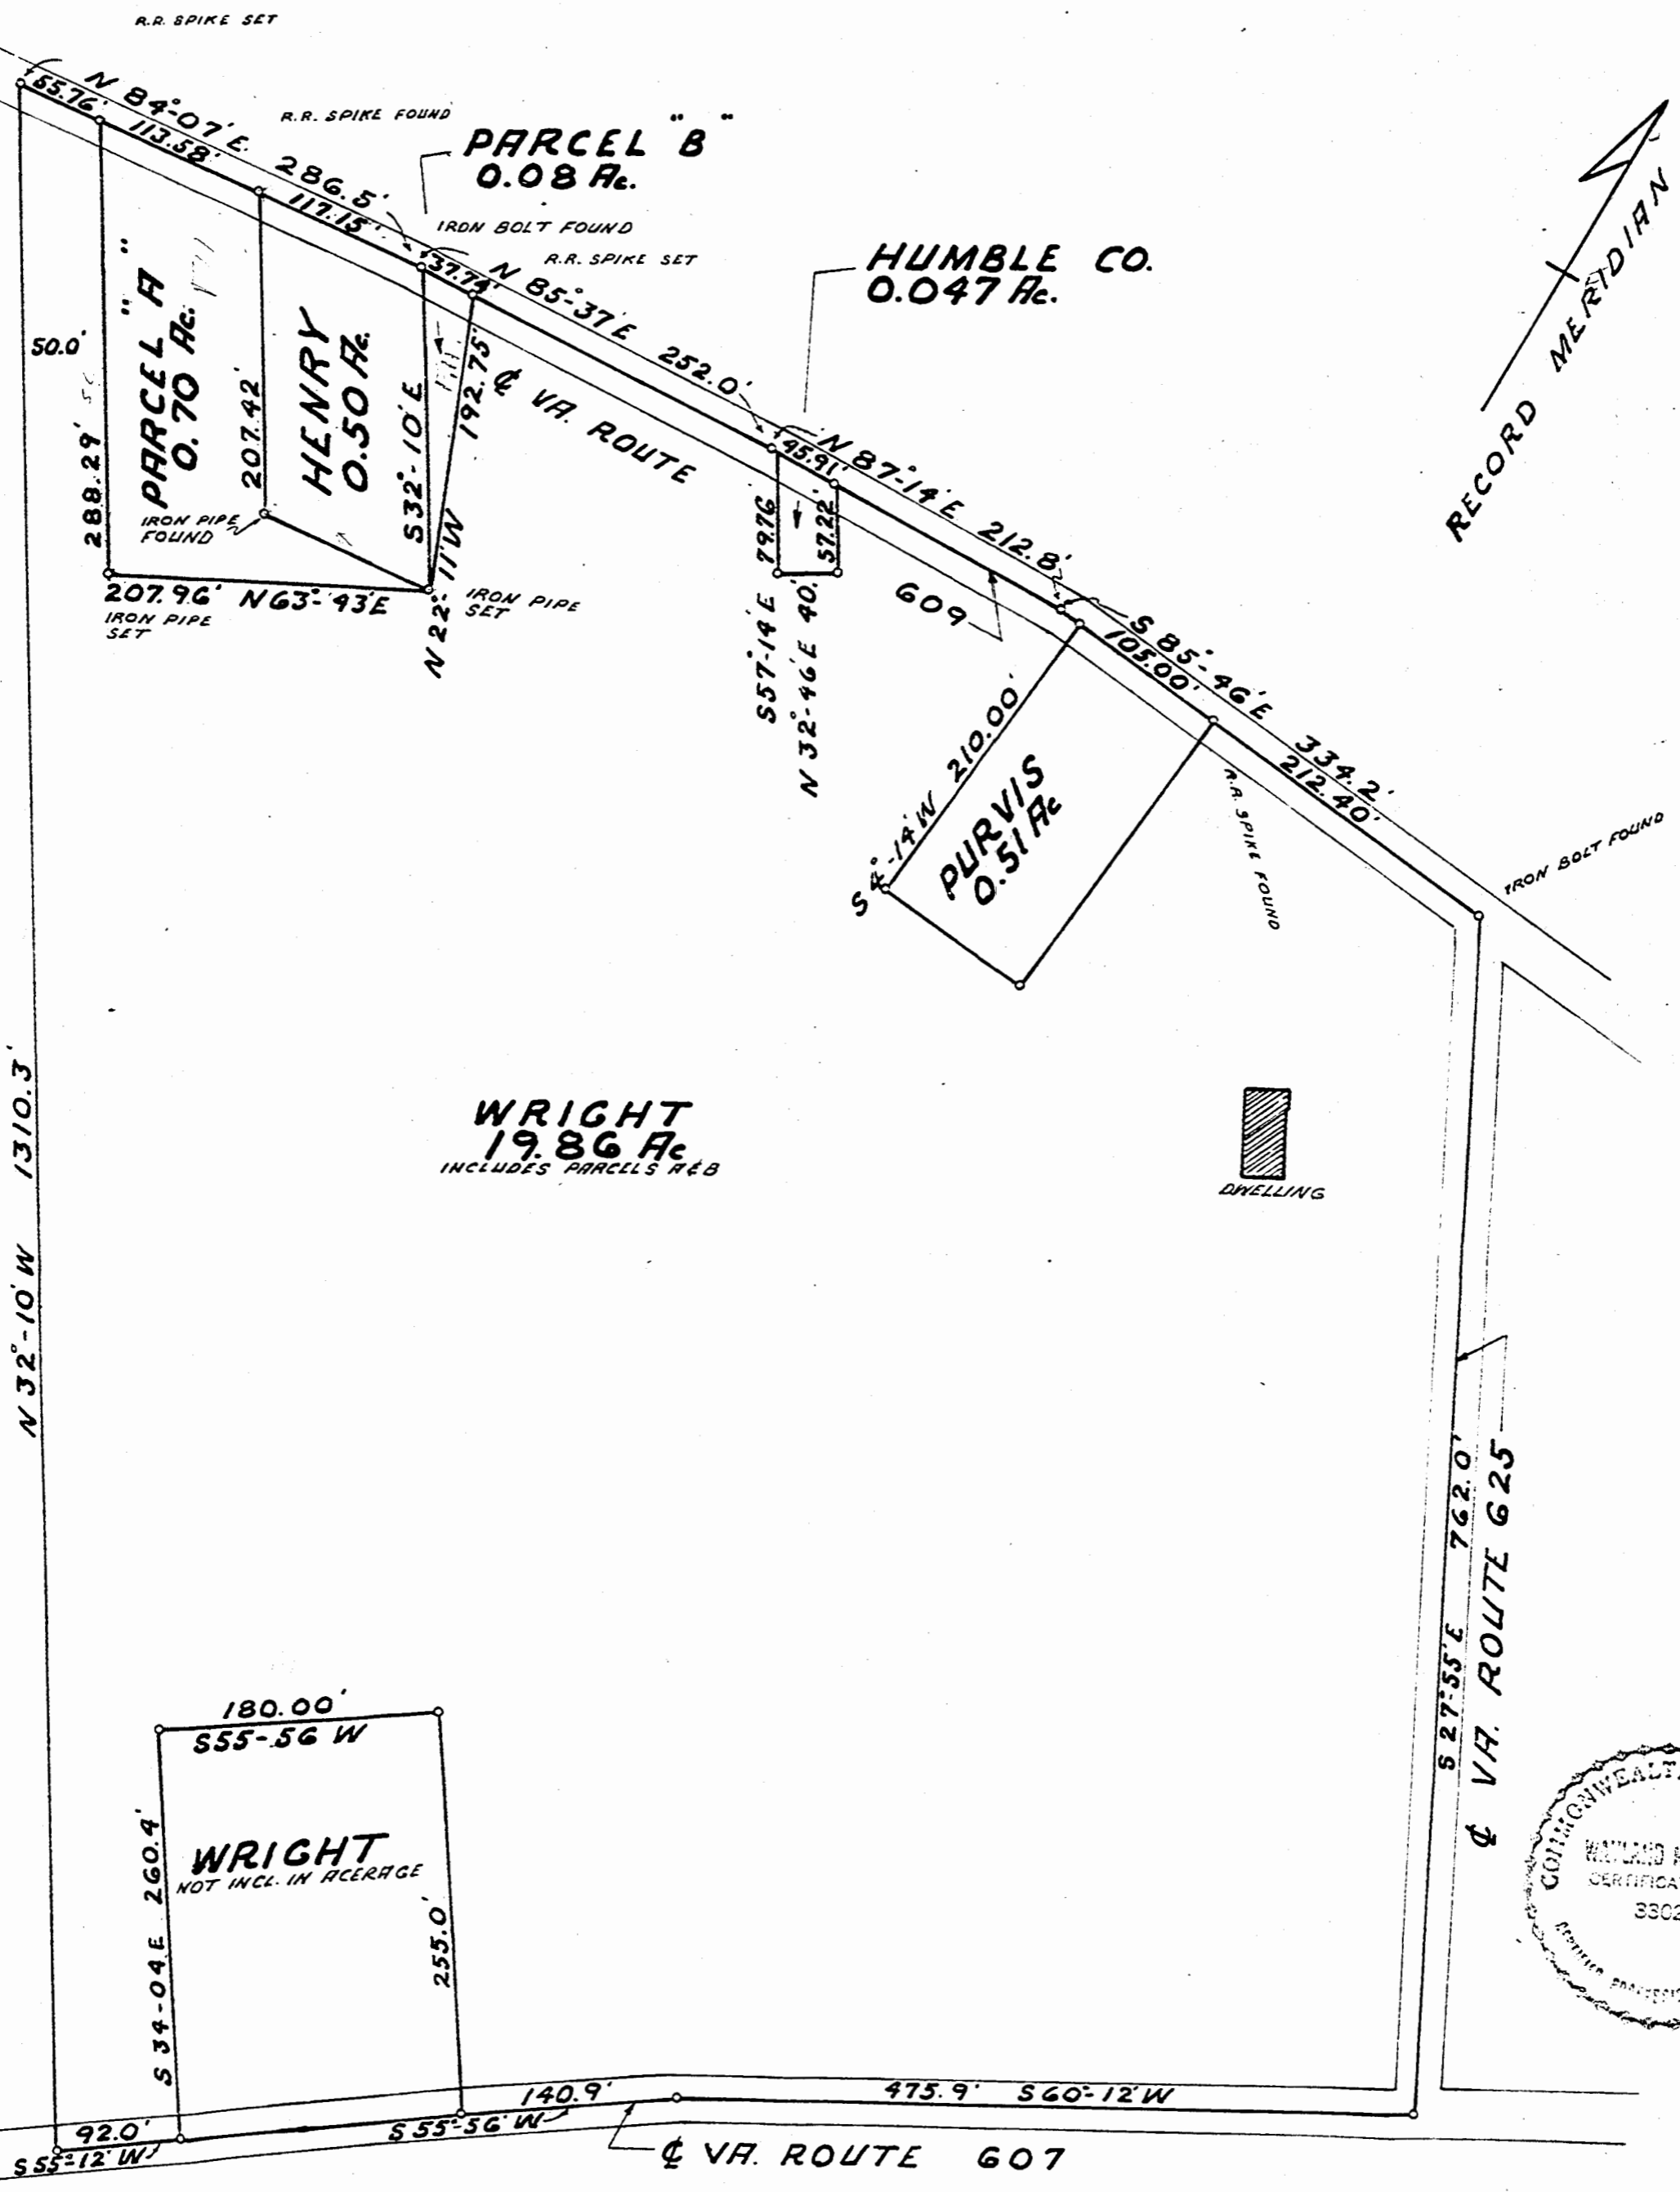 R.R. SPIKE SET
55.76'
N 84°-07' E. 286.5'
113.58'
R.R. SPIKE FOUND
PARCEL "B"
0.08 Ac.
117.15'
IRON BOLT FOUND
R.R. SPIKE SET
37.74'
N 85°-37' E 252.0'
HUMBLE CO.
0.047 Ac.
RECORD MERIDIAN
50.0'
288.29'
PARCEL "A"
0.70 Ac.
207.42'
HENRY
0.50 Ac.
S32°-10' E
192.75'
N 22°-11' W
℄ VA. ROUTE
609
IRON PIPE
FOUND
207.96' N63°-43'E
IRON PIPE
SET
IRON PIPE
SET
45.91'
N 87°-14' E 212.8'
79.76
57.22'
S57°-14' E
N 32°-46' E 40.'
S 85°-46' E 334.2'
105.00'
212.40'
S 4°-14' W 210.00'
PURVIS
0.51 Ac
R.R. SPIKE FOUND
IRON BOLT FOUND
N 32°-10' W 1310.3'
WRIGHT
19.86 Ac
INCLUDES PARCELS A & B
DWELLING
S 27°-55' E 762.0'
℄ VA. ROUTE 625
180.00'
S55-56 W
S 34-04 E 260.4'
WRIGHT
NOT INCL. IN ACERAGE
255.0'
COMMONWEALT
WAYLAND
CERTIFICA
3302
92.0'
S 55°-12' W
140.9'
S 55°-56' W
475.9' S 60°-12' W
℄ VA. ROUTE 607